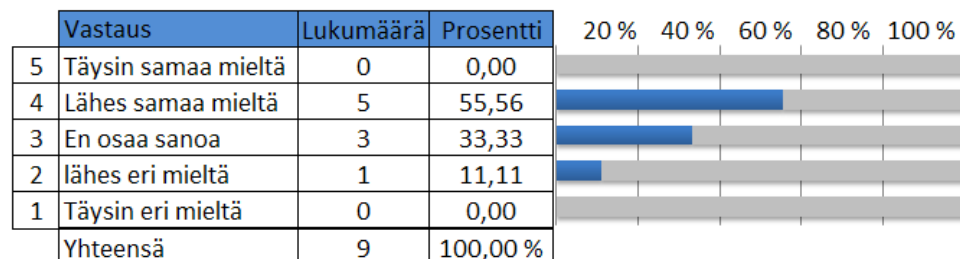 Vastaus Lukumäärä Prosentti 20 % 40 % 60 % 80 % 100 %
5 Täysin samaa mieltä 0 0,00
4 Lähes samaa mieltä 5 55,56
3 En osaa sanoa 3 33,33
2 lähes eri mieltä 1 11,11
1 Täysin eri mieltä 0 0,00
Yhteensä 9 100,00 %